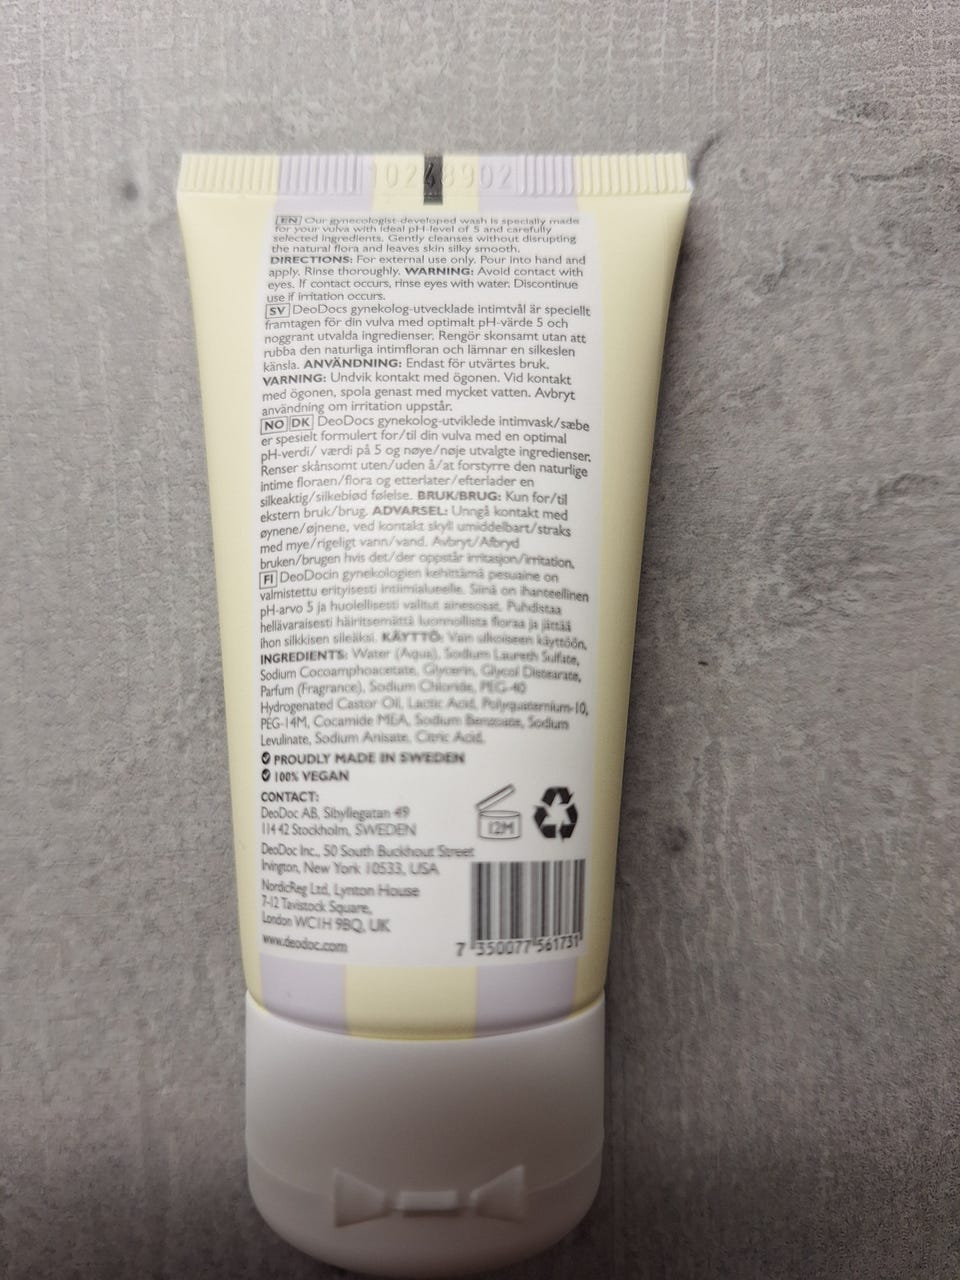 EN Our gynecologist-developed wash is specially made
for your vulva with ideal pH-level of 5 and carefully
selected ingredients. Gently cleanses without disrupting
the natural flora and leaves skin silky smooth.
DIRECTIONS: For external use only. Pour into hand and
apply. Rinse thoroughly. WARNING: Avoid contact with
eyes. If contact occurs, rinse eyes with water. Discontinue
use if irritation occurs.
SV DeoDocs gynekolog-utvecklade intimtvål är speciellt
framtagen för din vulva med optimalt pH-värde 5 och
noggrant utvalda ingredienser. Rengör skonsamt utan att
rubba den naturliga intimfloran och lämnar en silkeslen
känsla. ANVÄNDNING: Endast för utvärtes bruk.
VARNING: Undvik kontakt med ögonen. Vid kontakt
med ögonen, spola genast med mycket vatten. Avbryt
användning om irritation uppstår.
NO DK DeoDocs gynekolog-utviklede intimvask/sæbe
er spesielt formulert for/til din vulva med en optimal
pH-verdi/ værdi på 5 og nøye/nøje utvalgte ingredienser.
Renser skånsomt uten/uden å/at forstyrre den naturlige
intime floraen/flora og etterlater/efterlader en
silkeaktig/silkeblød følelse. BRUK/BRUG: Kun for/til
ekstern bruk/brug. ADVARSEL: Unngå kontakt med
øynene/øjnene, ved kontakt skyll umiddelbart/straks
med mye/rigeligt vann/vand. Avbryt/Afbryd
bruken/brugen hvis det/der oppstår irritasjon/irritation.
FI DeoDocin gynekologien kehittämä pesuaine on
valmistettu erityisesti intiimialueelle. Siinä on ihanteellinen
pH-arvo 5 ja huolellisesti valitut ainesosat. Puhdistaa
hellävaraisesti häiritsemättä luonnollista floraa ja jättää
ihon silkkisen sileäksi. KÄYTTÖ: Vain ulkoiseen käyttöön.
INGREDIENTS: Water (Aqua), Sodium Laureth Sulfate,
Sodium Cocoamphoacetate, Glycerin, Glycol Distearate,
Parfum (Fragrance), Sodium Chloride, PEG-40
Hydrogenated Castor Oil, Lactic Acid, Polyquaternium-10,
PEG-14M, Cocamide MEA, Sodium Benzoate, Sodium
Levulinate, Sodium Anisate, Citric Acid.
PROUDLY MADE IN SWEDEN
100% VEGAN
CONTACT:
DeoDoc AB, Sibyllegatan 49
114 42 Stockholm, SWEDEN
DeoDoc Inc., 50 South Buckhout Street
Irvington, New York 10533, USA
NordicReg Ltd, Lynton House
7-12 Tavistock Square,
London WC1H 9BQ, UK
www.deodoc.com
12M
7 350077 561731